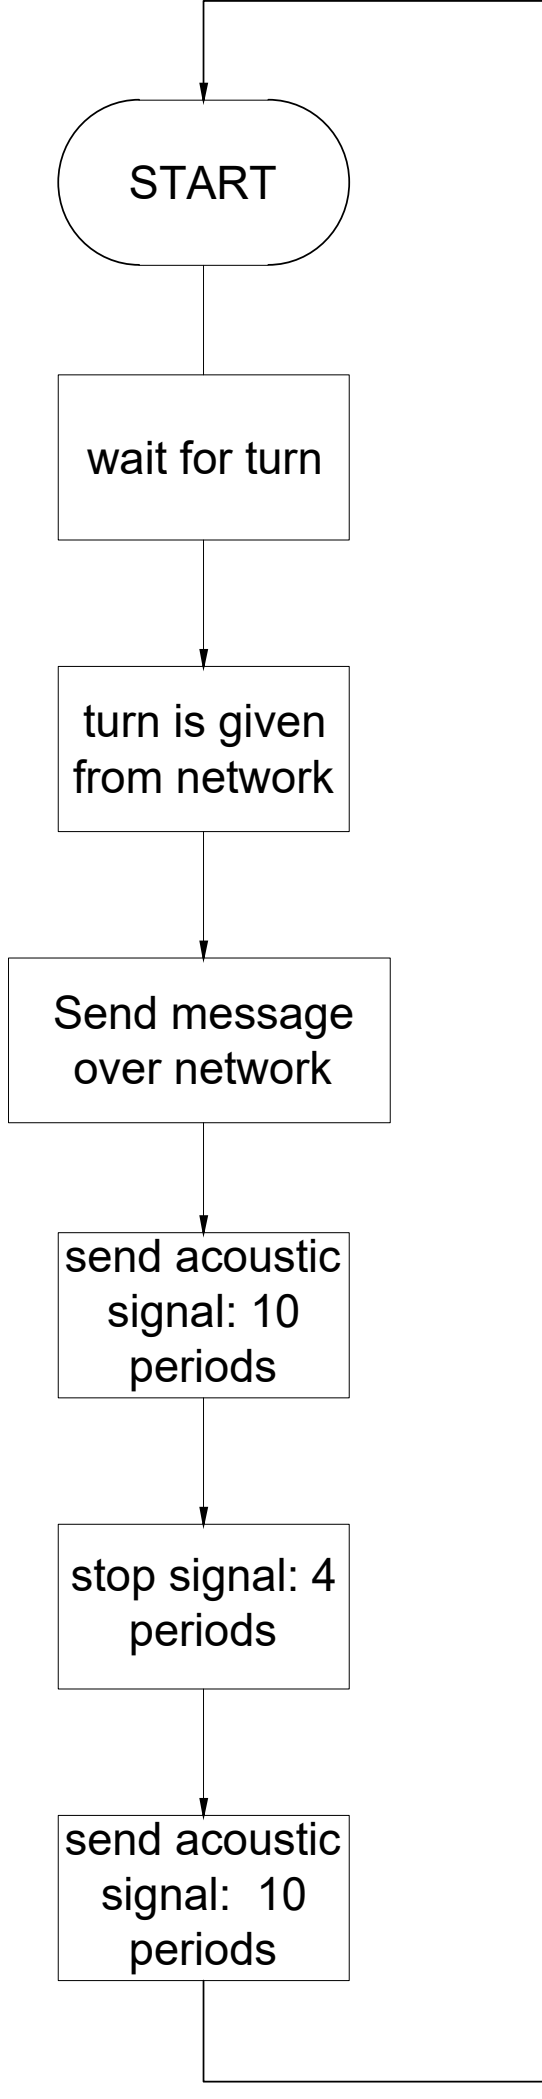 START
wait for turn
turn is given
from network
Send message
over network
send acoustic
signal: 10
periods
stop signal: 4
periods
send acoustic
signal:  10
periods